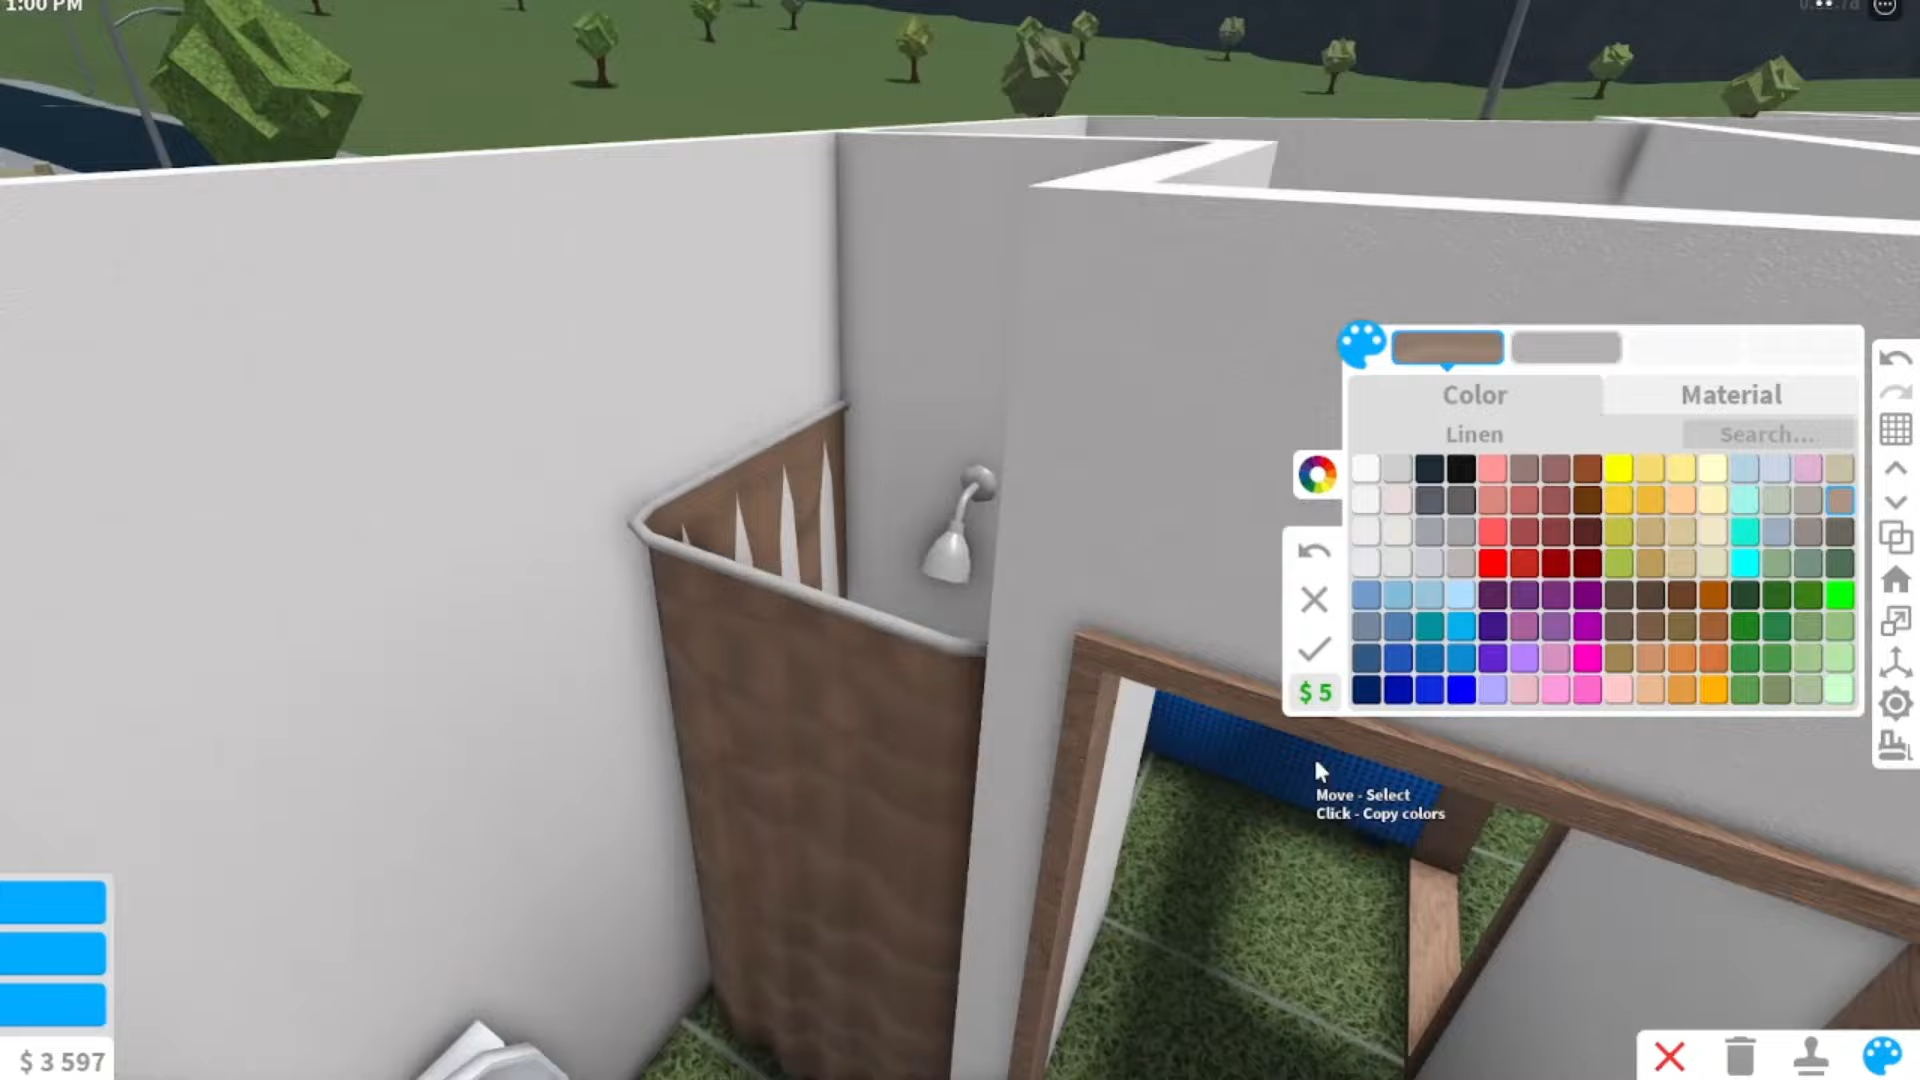 1:00 PM
Color
Material
Linen
Search...
$ 5
Move - Select
Click - Copy colors
$ 3 597